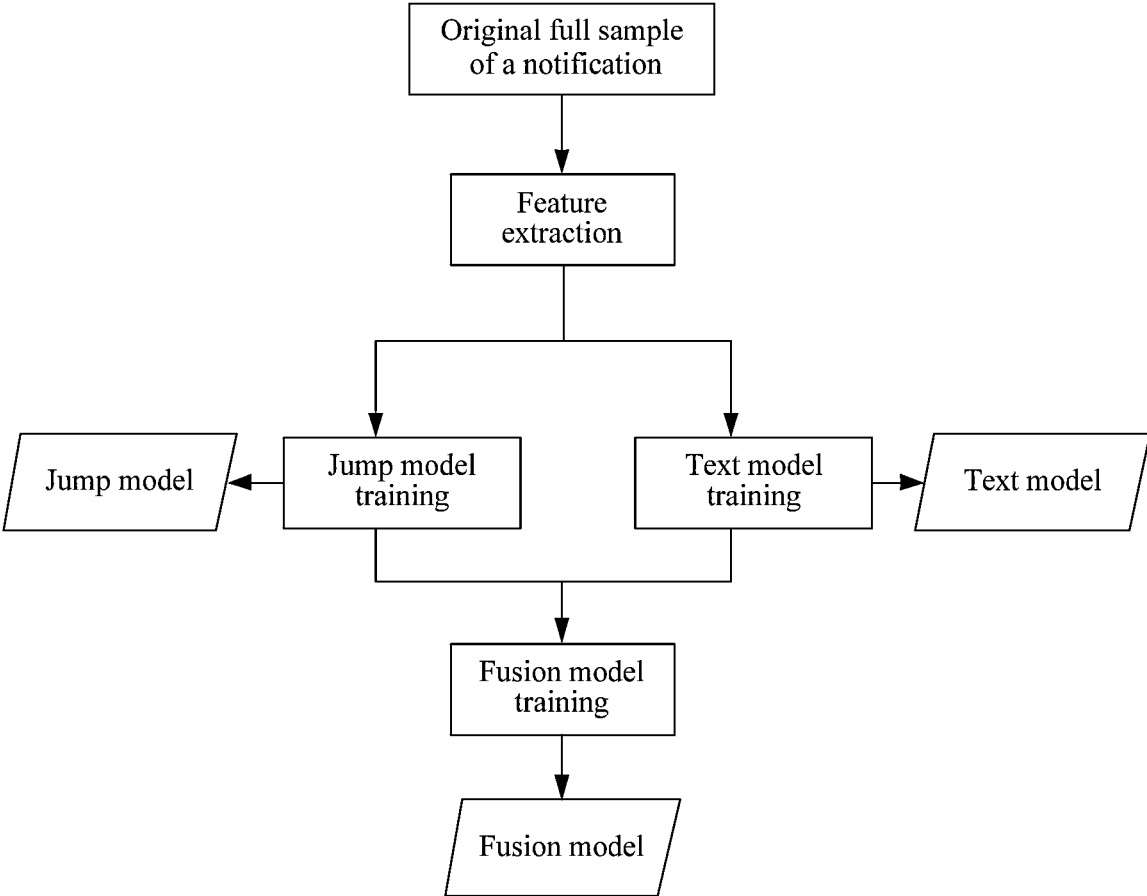 Original full sample
of a notification
Feature
extraction
Jump model
Jump model
training
Text model
training
Text model
Fusion model
training
Fusion model